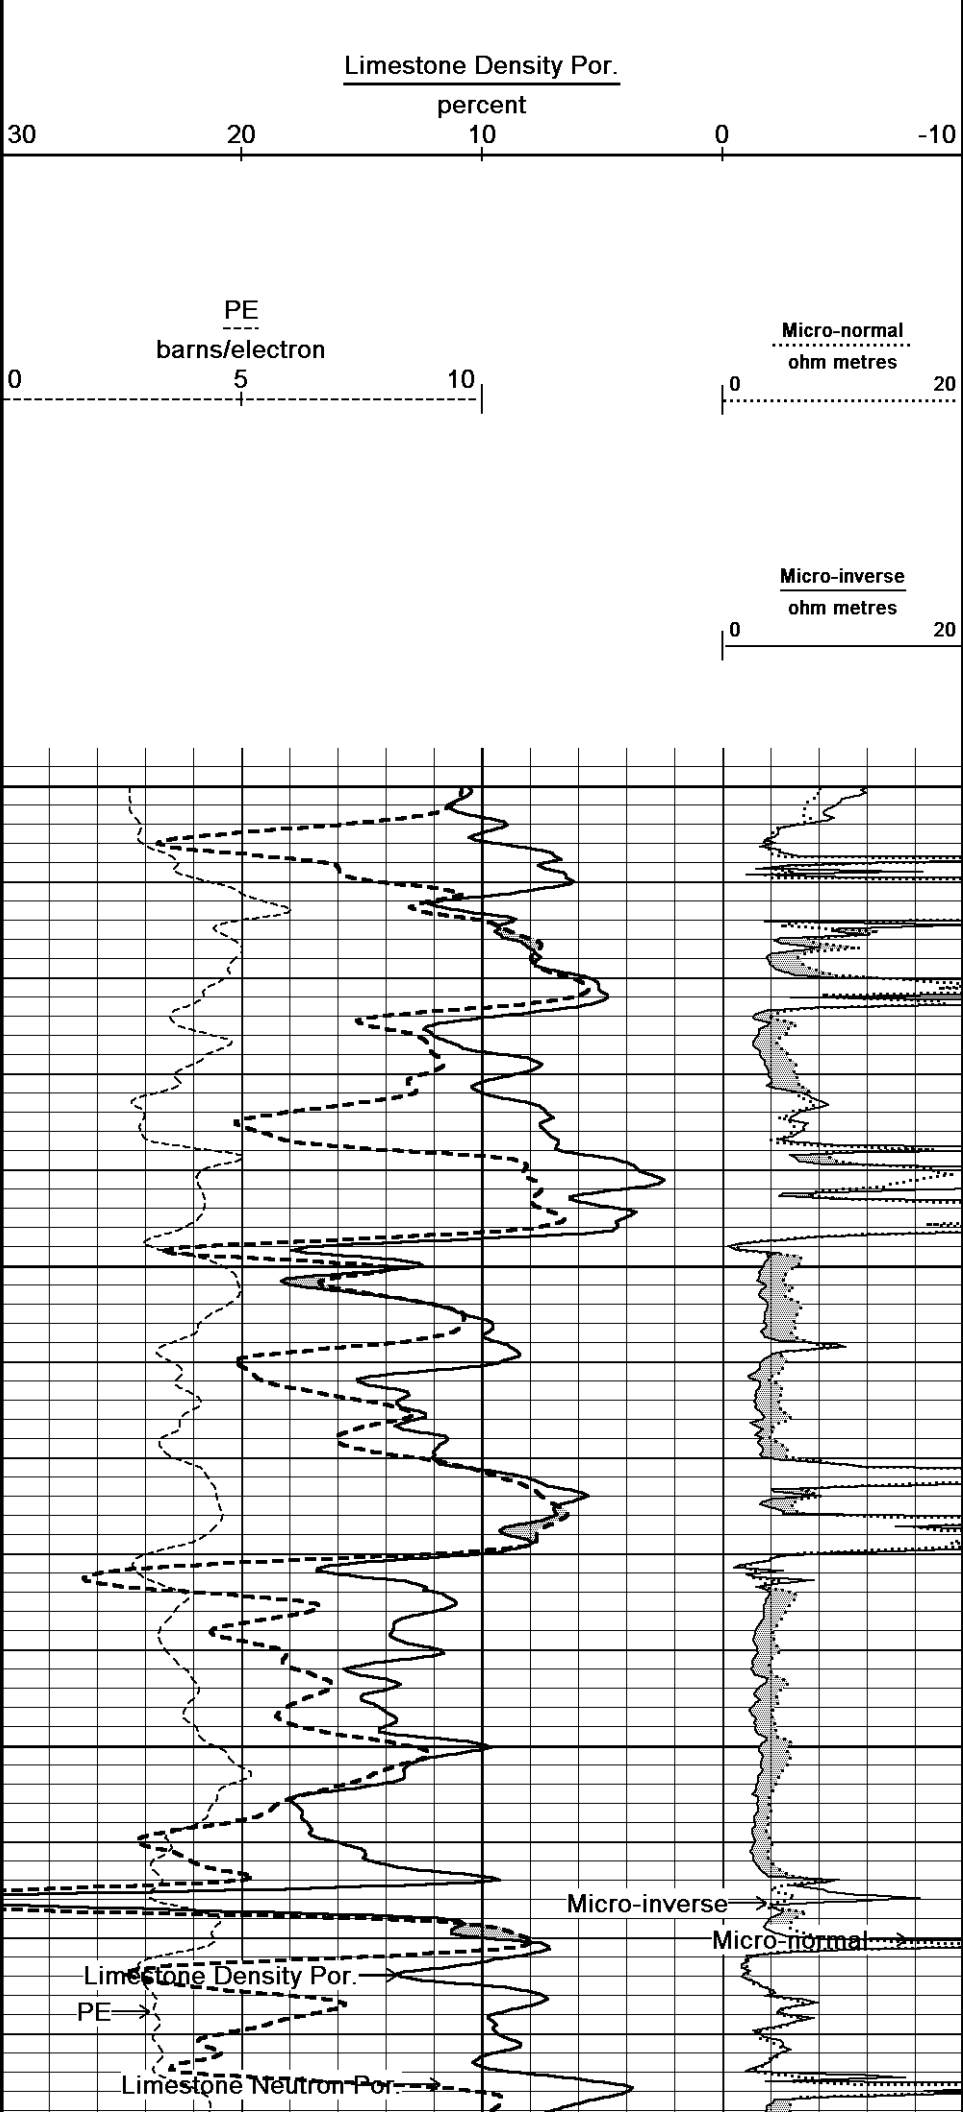 Limestone Density Por.
percent
30 20 10 0 -10
PE
barns/electron
0 5 10
Micro-normal
ohm metres
0 20
Micro-inverse
ohm metres
0 20
Micro-inverse
Micro-normal
Limestone Density Por.
PE
Limestone Neutron Por.